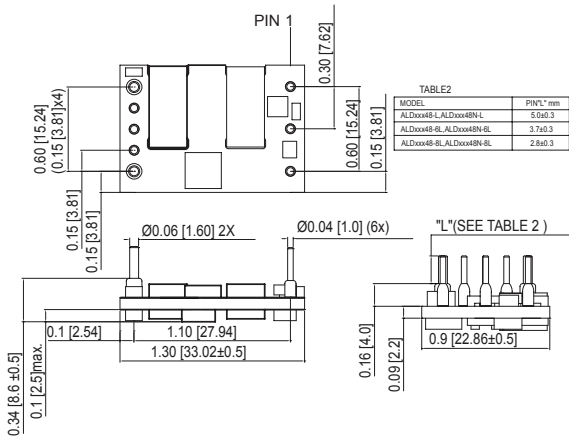 PIN 1
0.30 [7.62]
0.60 [15.24]
(0.15 [3.81]x4)
0.15 [3.81]
0.15 [3.81]
0.60 [15.24]
0.15 [3.81]
TABLE2
MODEL PIN"L" mm
ALDxxx48-L,ALDxxx48N-L 5.0±0.3
ALDxxx48-6L,ALDxxx48N-6L 3.7±0.3
ALDxxx48-8L,ALDxxx48N-8L 2.8±0.3
Ø0.06 [1.60] 2X
Ø0.04 [1.0] (6x)
"L"(SEE TABLE 2 )
0.1 [2.54]
1.10 [27.94]
1.30 [33.02±0.5]
0.34 [8.6 ±0.5]
0.1 [2.5]max.
0.16 [4.0]
0.09 [2.2]
0.9 [22.86±0.5]